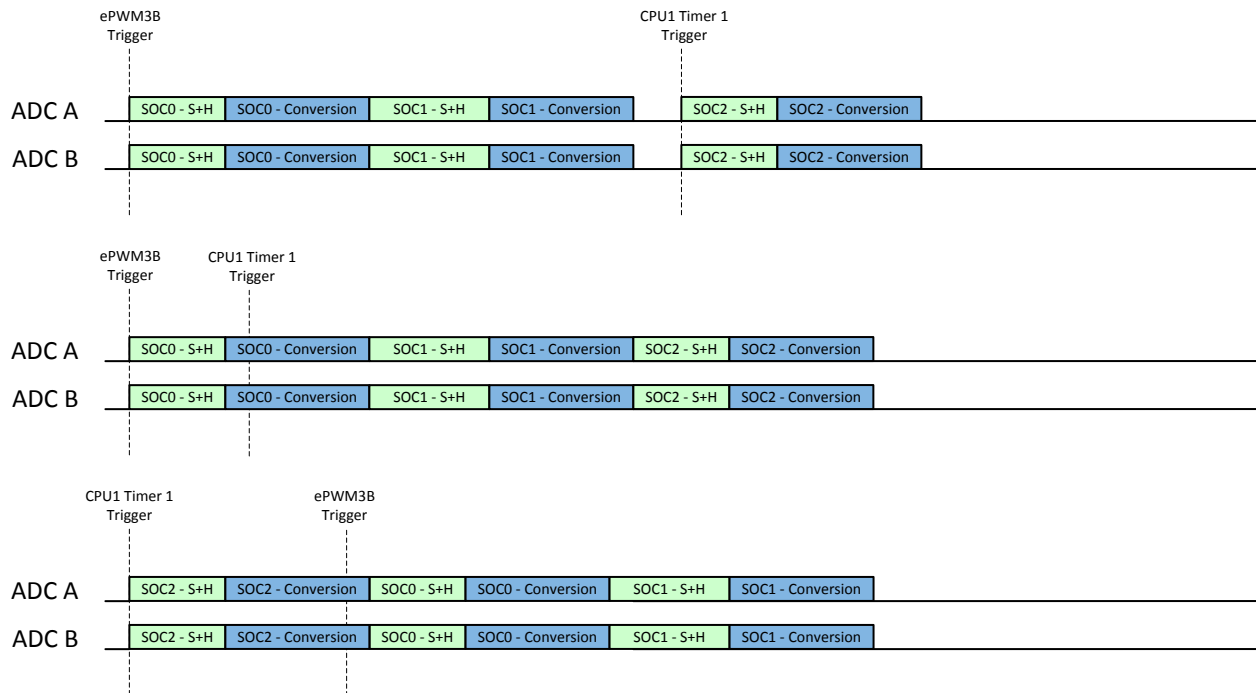 ePWM3B CPU1 Timer 1
Trigger Trigger
ADC A SOC0 - S+H SOC0 - Conversion SOC1 - S+H SOC1 - Conversion SOC2 - S+H SOC2 - Conversion
ADC B SOC0 - S+H SOC0 - Conversion SOC1 - S+H SOC1 - Conversion SOC2 - S+H SOC2 - Conversion
ePWM3B CPU1 Timer 1
Trigger Trigger
ADC A SOC0 - S+H SOC0 - Conversion SOC1 - S+H SOC1 - Conversion SOC2 - S+H SOC2 - Conversion
ADC B SOC0 - S+H SOC0 - Conversion SOC1 - S+H SOC1 - Conversion SOC2 - S+H SOC2 - Conversion
CPU1 Timer 1 ePWM3B
Trigger Trigger
ADC A SOC2 - S+H SOC2 - Conversion SOC0 - S+H SOC0 - Conversion SOC1 - S+H SOC1 - Conversion
ADC B SOC2 - S+H SOC2 - Conversion SOC0 - S+H SOC0 - Conversion SOC1 - S+H SOC1 - Conversion